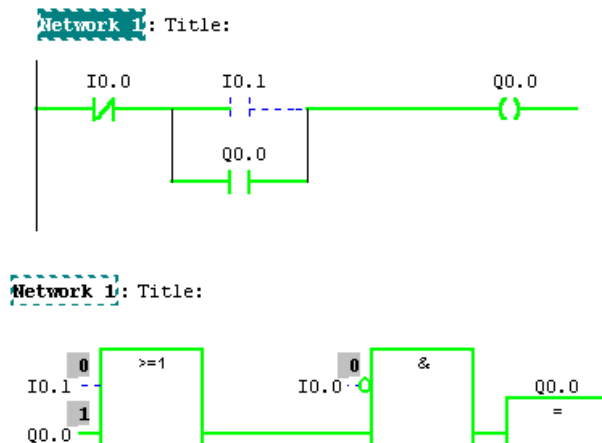 Network 1: Title:
I0.0 I0.1 Q0.0
Q0.0
Network 1: Title:
0 >=1 0 &
I0.1 I0.0 Q0.0
1 =
Q0.0